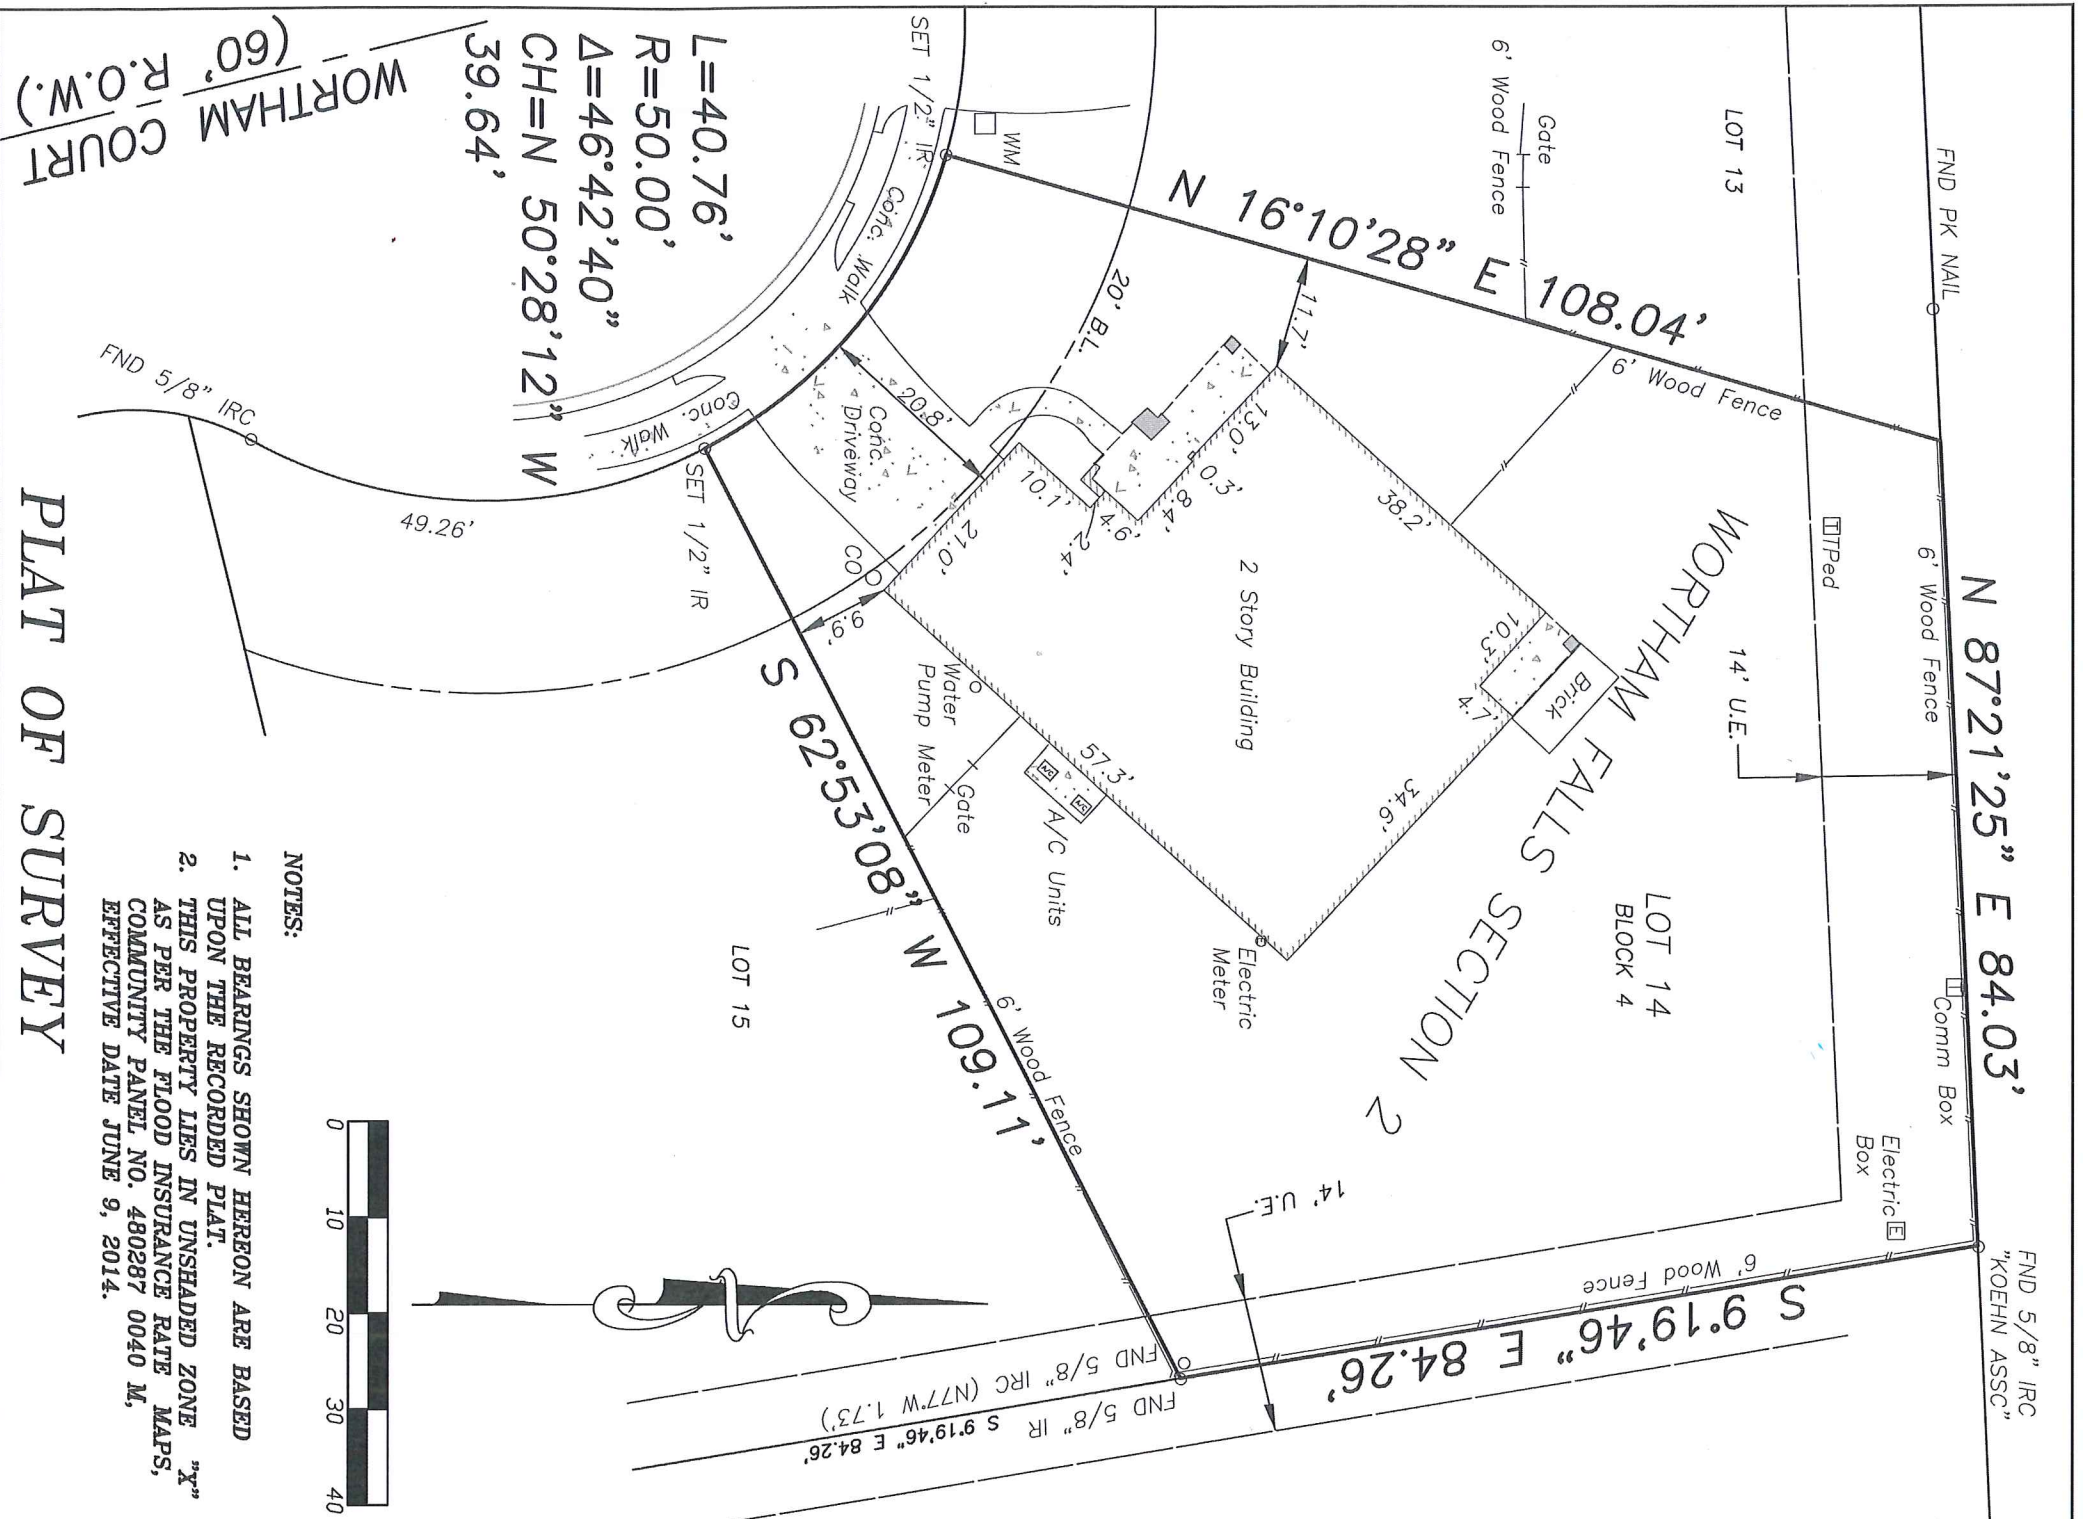 WORTHAM COURT
(60' R.O.W.)
L=40.76'
R=50.00'
Δ=46°42'40"
CH=N 50°28'12" W
39.64'
SET 1/2" IR
WM
Conc. Walk
Conc.
Walk
N 16°10'28" E 108.04'
6' Wood Fence
Gate
LOT 13
FND PK NAIL
11.7'
20' B.L.
6' Wood Fence
20.8'
Conc.
Driveway
13.0'
0.3'
8.4'
4.6'
2.4'
10.1'
21.0'
38.2'
2 Story Building
10.3'
4.7'
Brick
34.6'
57.3'
CO
9.9'
Water
Pump Meter
Gate
A/C
A/C
A/C Units
Electric
Meter
WORTHAM FALLS SECTION 2
LOT 14
BLOCK 4
T TPed
14' U.E.
6' Wood Fence
N 87°21'25" E 84.03'
T Comm Box
Electric E
Box
FND 5/8" IRC
"KOEHN ASSC"
S 9°19'46" E 84.26'
6' Wood Fence
14' U.E.
FND 5/8" IRC (N77°W 1.73')
FND 5/8" IR
S 9°19'46" E 84.26'
S 62°53'08" W 109.11'
6' Wood Fence
SET 1/2" IR
LOT 15
49.26'
FND 5/8" IRC
NOTES:
1. ALL BEARINGS SHOWN HEREON ARE BASED
UPON THE RECORDED PLAT.
2. THIS PROPERTY LIES IN UNSHADED ZONE "X"
AS PER THE FLOOD INSURANCE RATE MAPS,
COMMUNITY PANEL NO. 480287 0040 M,
EFFECTIVE DATE JUNE 9, 2014.
0 10 20 30 40
PLAT OF SURVEY